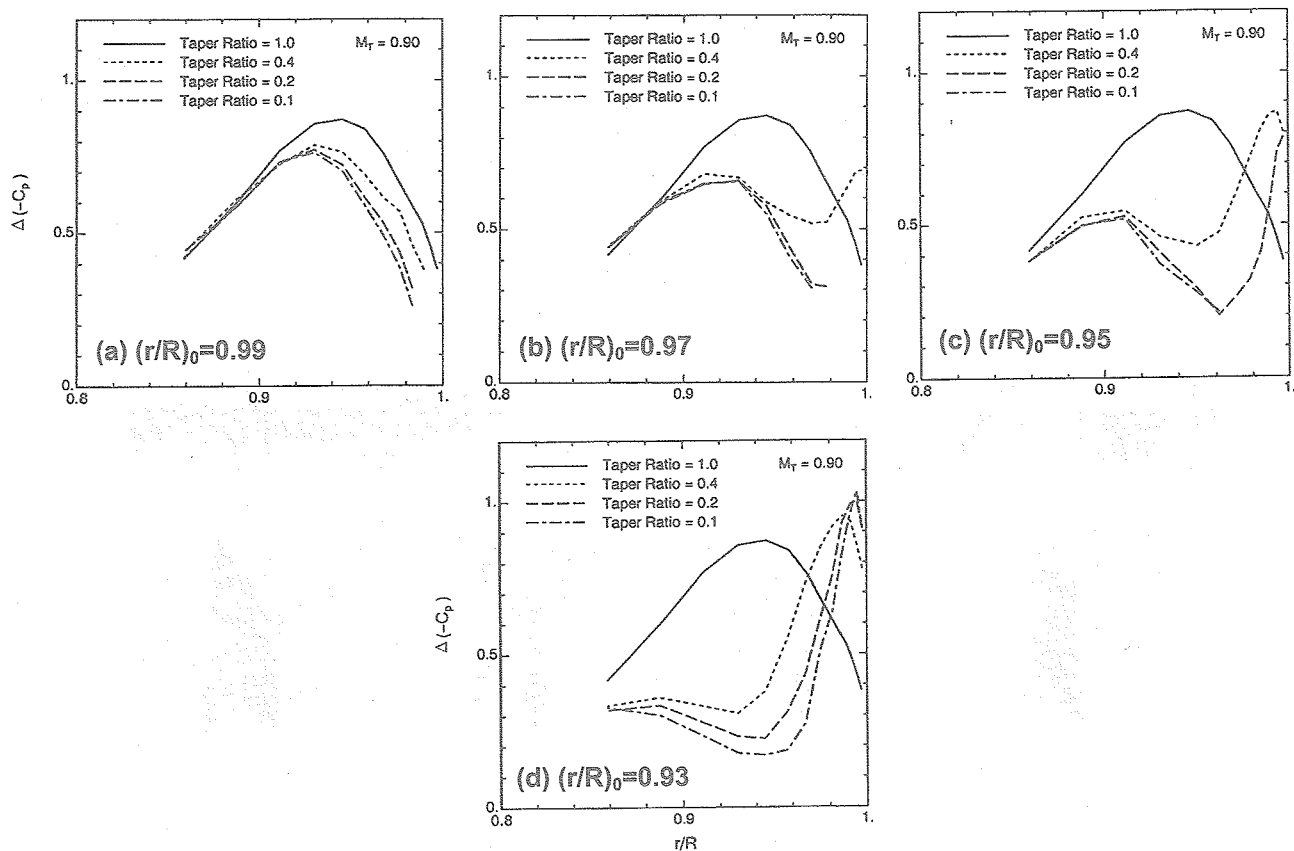 Taper Ratio = 1.0 M_T = 0.90
Taper Ratio = 0.4
Taper Ratio = 0.2
Taper Ratio = 0.1
1.
0.5
0.
Δ (−C_p)
(a) (r/R)₀=0.99
0.8 0.9 1.
Taper Ratio = 1.0 M_T = 0.90
Taper Ratio = 0.4
Taper Ratio = 0.2
Taper Ratio = 0.1
1.
0.5
0.
(b) (r/R)₀=0.97
0.8 0.9 1.
Taper Ratio = 1.0 M_T = 0.90
Taper Ratio = 0.4
Taper Ratio = 0.2
Taper Ratio = 0.1
1.
0.5
0.
(c) (r/R)₀=0.95
0.8 0.9 1.
Taper Ratio = 1.0 M_T = 0.90
Taper Ratio = 0.4
Taper Ratio = 0.2
Taper Ratio = 0.1
1.
0.5
0.
Δ (−C_p)
(d) (r/R)₀=0.93
0.8 0.9 1.
r/R